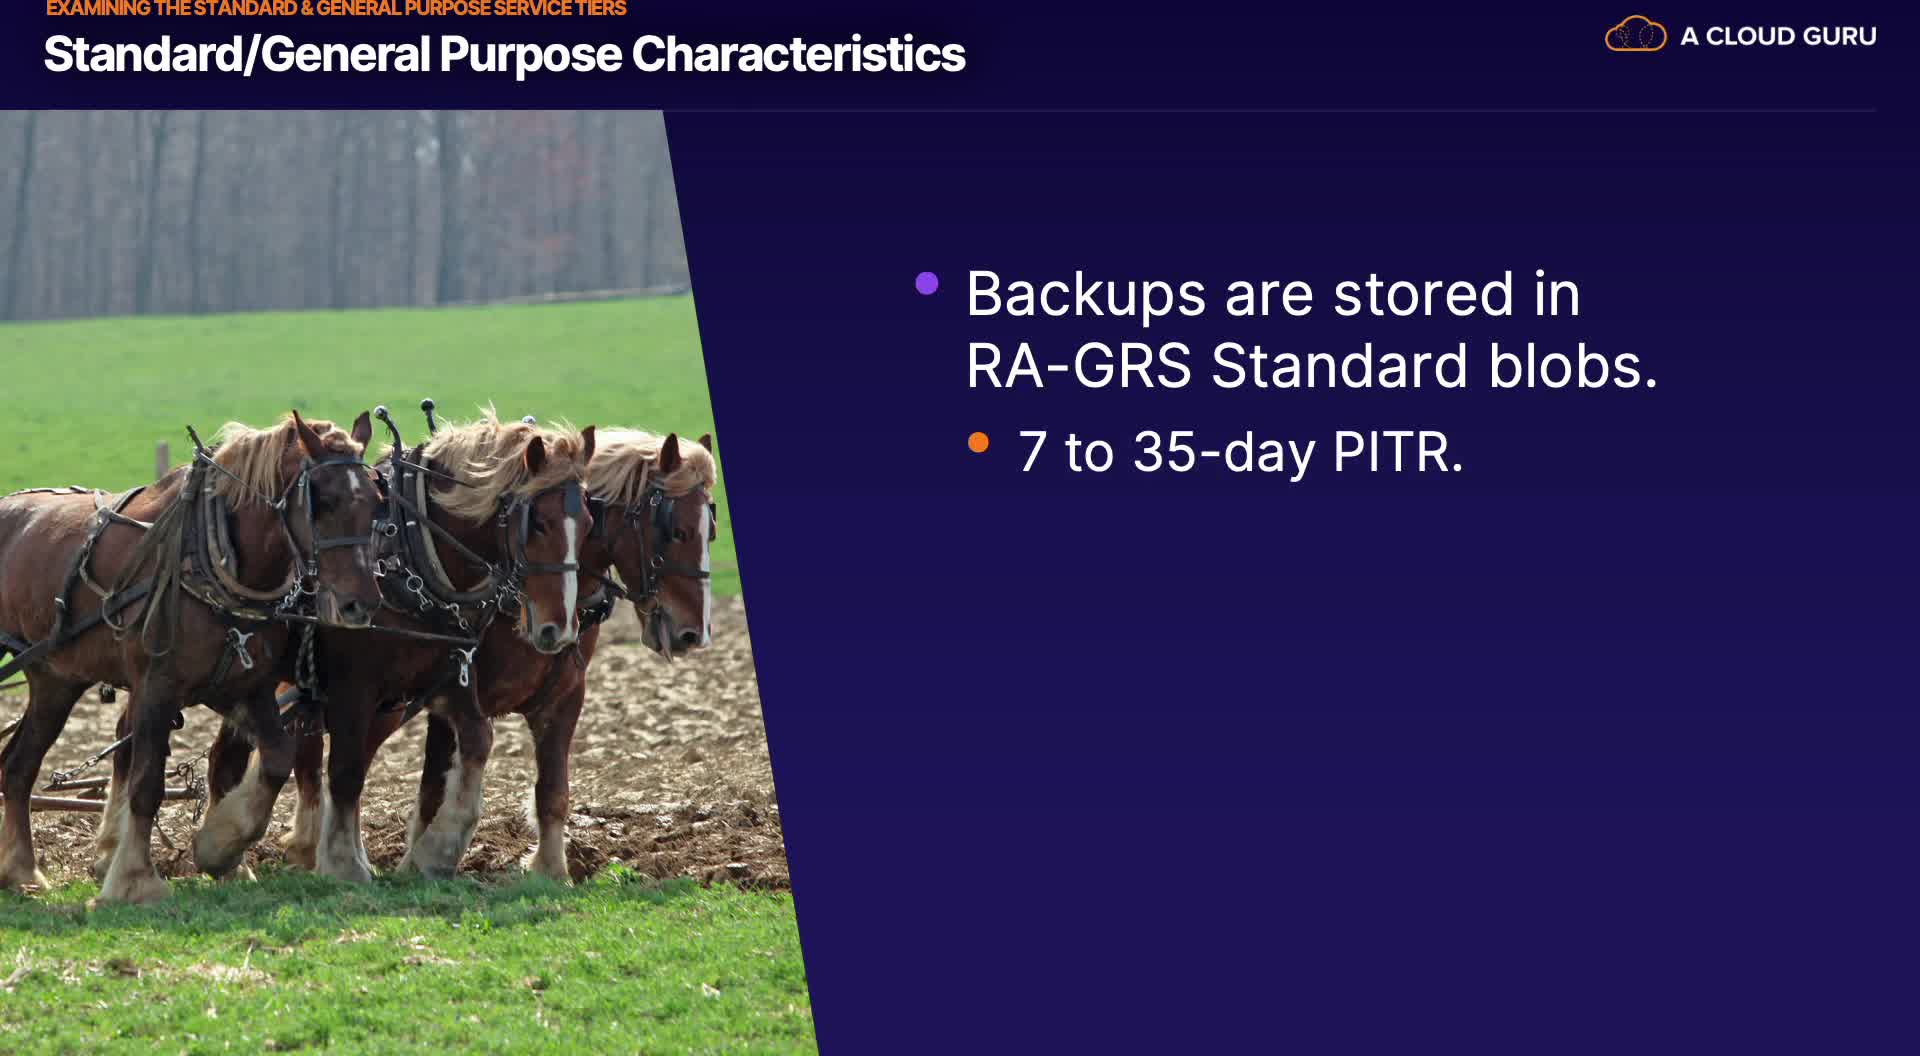 EXAMINING THE STANDARD & GENERAL PURPOSE SERVICE TIERS
Standard/General Purpose Characteristics
A CLOUD GURU
Backups are stored in
RA-GRS Standard blobs.
7 to 35-day PITR.